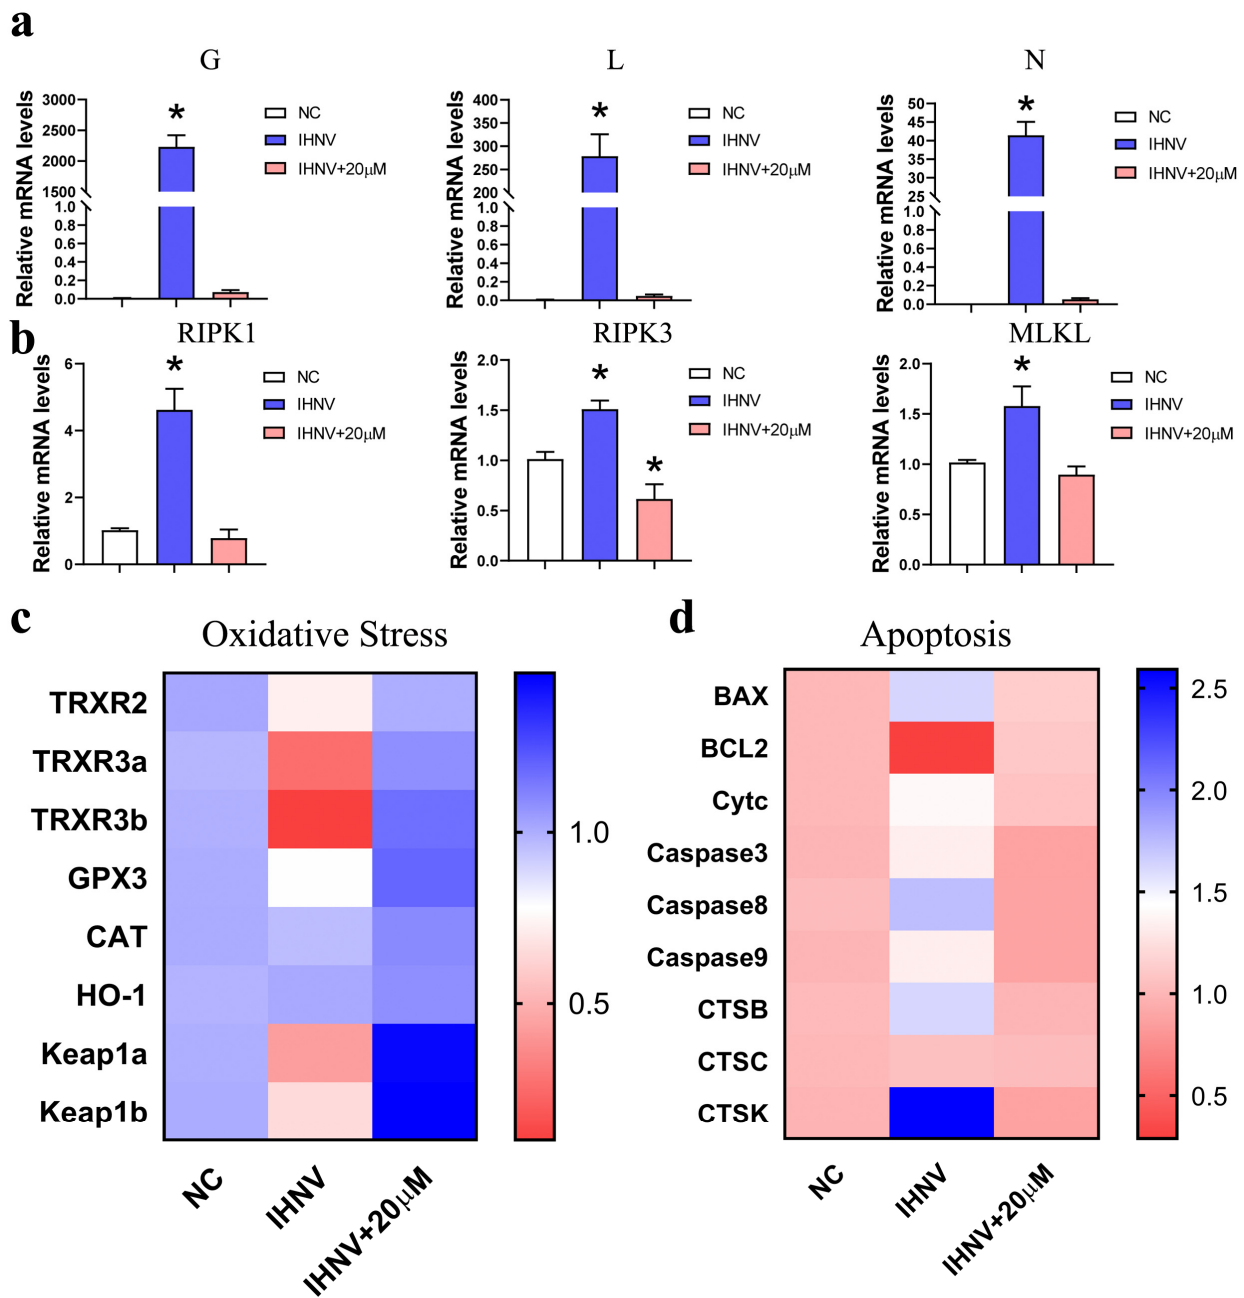 a
G
L
N
Relative mRNA levels
3000
2500
2000
1500
1.0
0.8
0.6
0.4
0.2
0.0
*
NC
IHNV
IHNV+20μM
Relative mRNA levels
400
350
300
250
200
1.0
0.8
0.6
0.4
0.2
0.0
*
NC
IHNV
IHNV+20μM
Relative mRNA levels
50
45
40
35
30
25
1.0
0.8
0.6
0.4
0.2
0.0
*
NC
IHNV
IHNV+20μM
b
RIPK1
RIPK3
MLKL
Relative mRNA levels
6
4
2
0
*
NC
IHNV
IHNV+20μM
Relative mRNA levels
2.0
1.5
1.0
0.5
0.0
*
*
NC
IHNV
IHNV+20μM
Relative mRNA levels
2.0
1.5
1.0
0.5
0.0
*
NC
IHNV
IHNV+20μM
c
Oxidative Stress
TRXR2
TRXR3a
TRXR3b
GPX3
CAT
HO-1
Keap1a
Keap1b
NC
IHNV
IHNV+20μM
1.0
0.5
d
Apoptosis
BAX
BCL2
Cytc
Caspase3
Caspase8
Caspase9
CTSB
CTSC
CTSK
NC
IHNV
IHNV+20μM
2.5
2.0
1.5
1.0
0.5